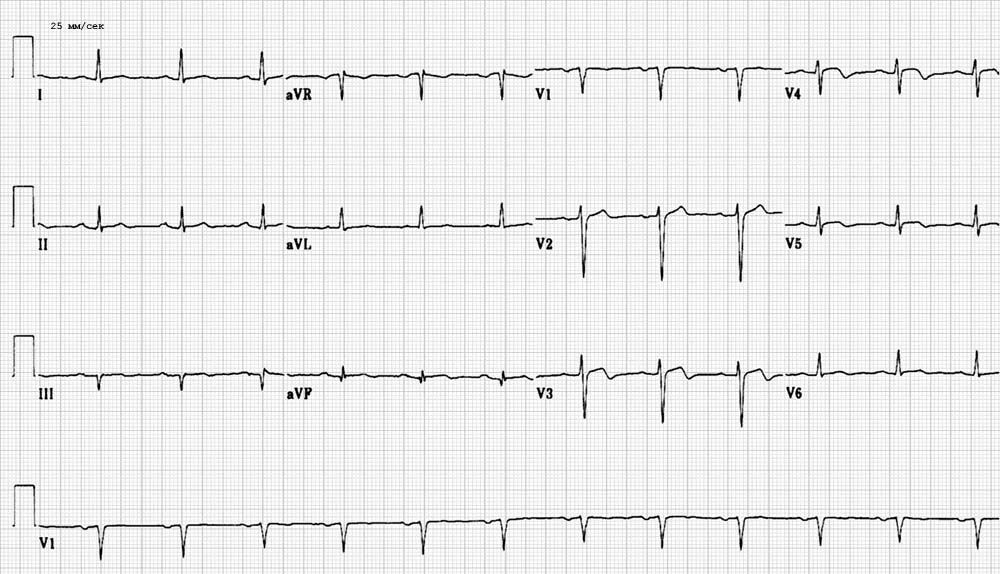 25 мм/сек
I aVR V1 V4
II aVL V2 V5
III aVF V3 V6
V1